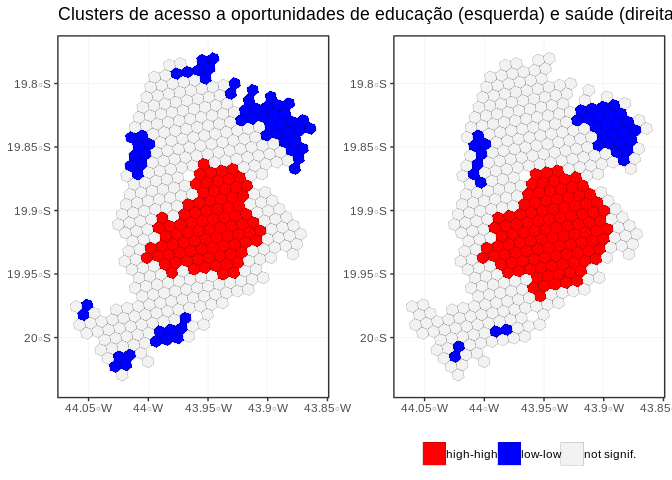 Clusters de acesso a oportunidades de educação (esquerda) e saúde (direita
19.8◦S
19.85◦S
19.9◦S
19.95◦S
20◦S
44.05◦W
44◦W
43.95◦W
43.9◦W
43.85◦W
19.8◦S
19.85◦S
19.9◦S
19.95◦S
20◦S
44.05◦W
44◦W
43.95◦W
43.9◦W
43.85◦W
high-high
low-low
not signif.